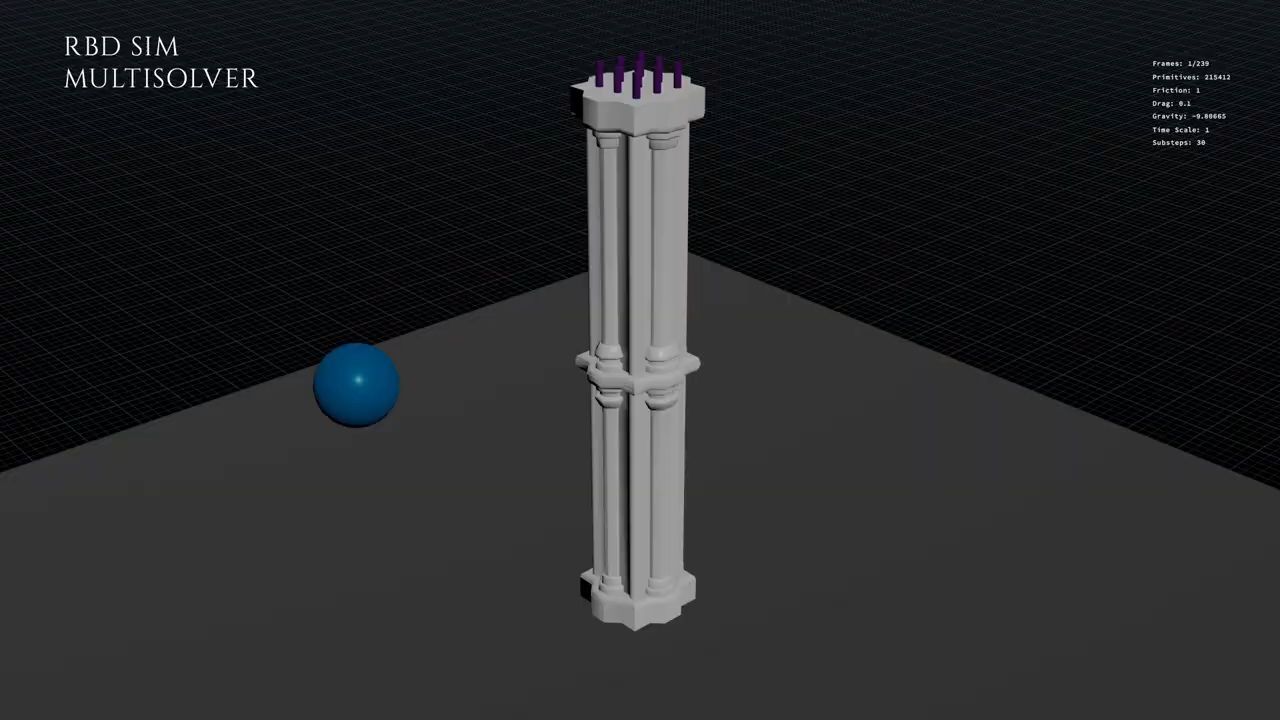 RBD SIM
MULTISOLVER
Frames: 1/239
Primitives: 215412
Friction: 1
Drag: 0.1
Gravity: -9.80665
Time Scale: 1
Substeps: 30